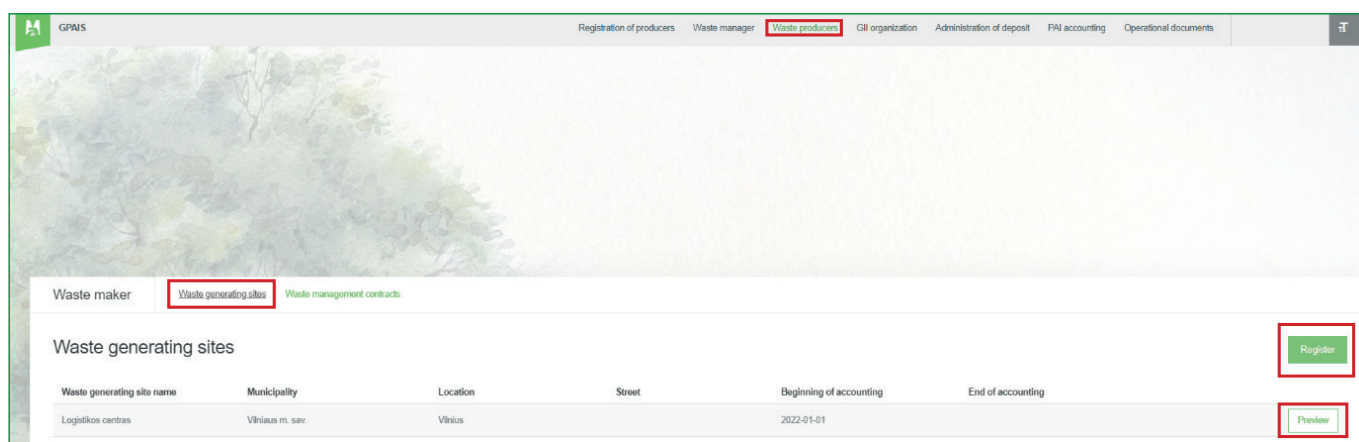 GPAIS Registration of producers Waste manager Waste producers GII organization Administration of deposit PAI accounting Operational documents
Waste maker Waste generating sites Waste management contracts
Waste generating sites Register
Waste generating site name Municipality Location Street Beginning of accounting End of accounting
Logistikos centras Vilniaus m. sav. Vilnius 2022-01-01 Preview